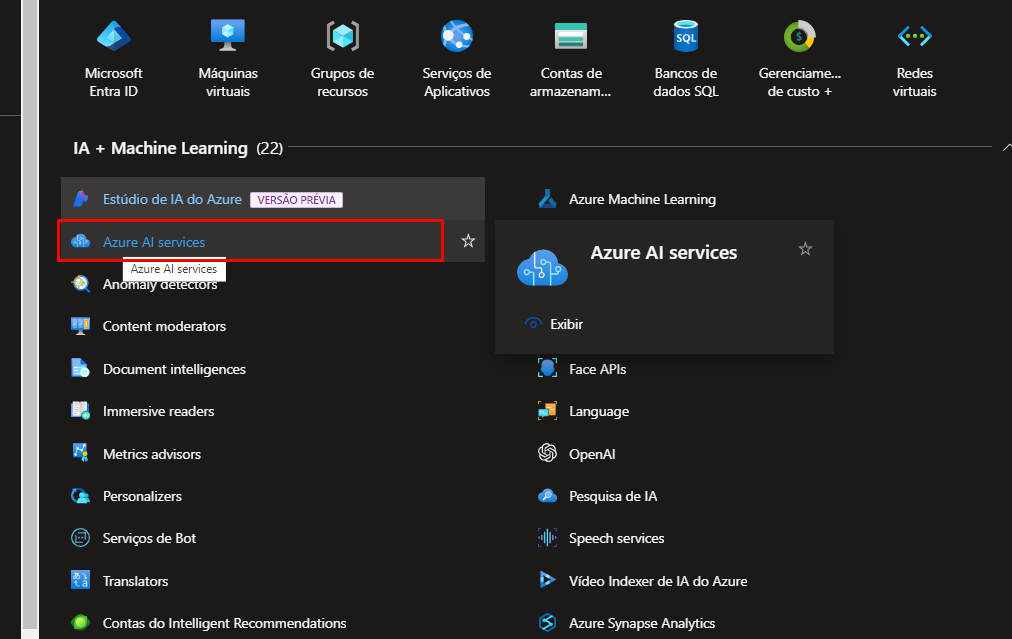 Microsoft
Entra ID
Máquinas
virtuais
Grupos de
recursos
Serviços de
Aplicativos
Contas de
armazenam...
SQL
Bancos de
dados SQL
$
Gerenciame...
de custo +
Redes
virtuais
IA + Machine Learning (22)
Estúdio de IA do Azure VERSÃO PRÉVIA
Azure Machine Learning
Azure AI services
Azure AI services
Azure AI services
Exibir
Anomaly detectors
Content moderators
Document intelligences
Face APIs
Immersive readers
Language
Metrics advisors
OpenAI
Personalizers
Pesquisa de IA
Serviços de Bot
Speech services
Translators
Vídeo Indexer de IA do Azure
Contas do Intelligent Recommendations
Azure Synapse Analytics